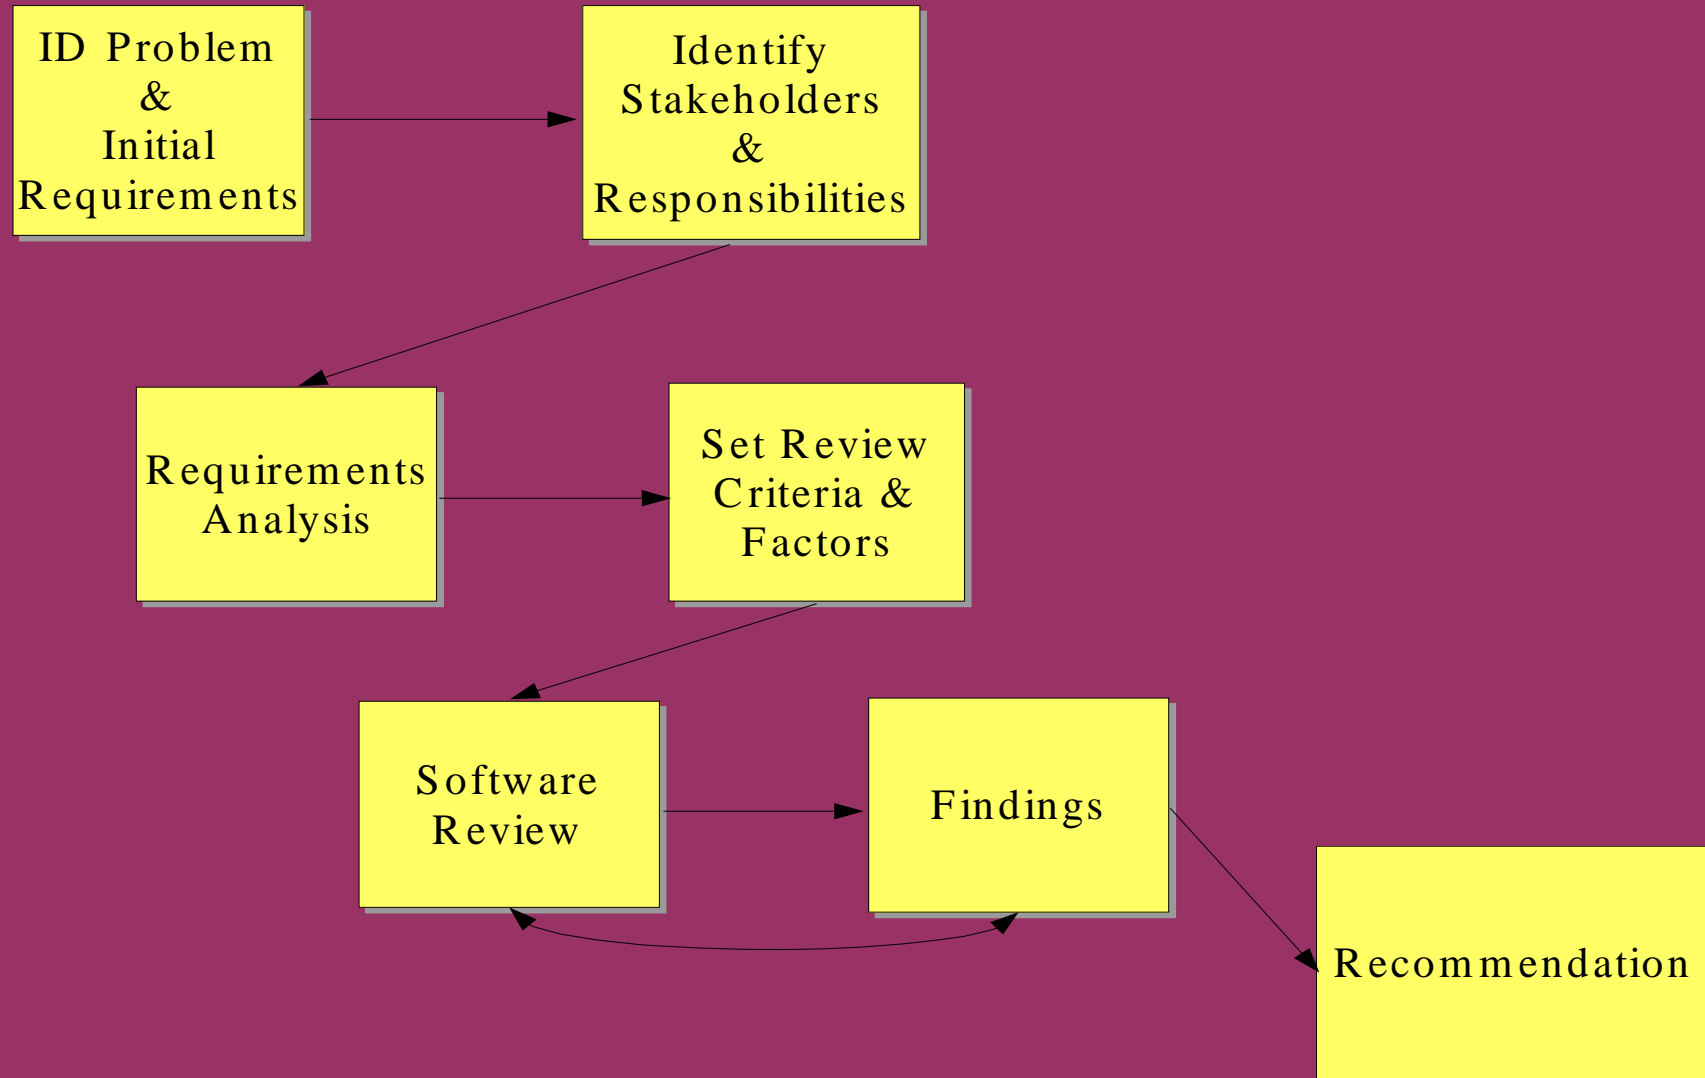 ID Problem
&
Initial
Requirements
Identify
Stakeholders
&
Responsibilities
Requirements
Analysis
Set Review
Criteria &
Factors
Software
Review
Findings
Recommendation